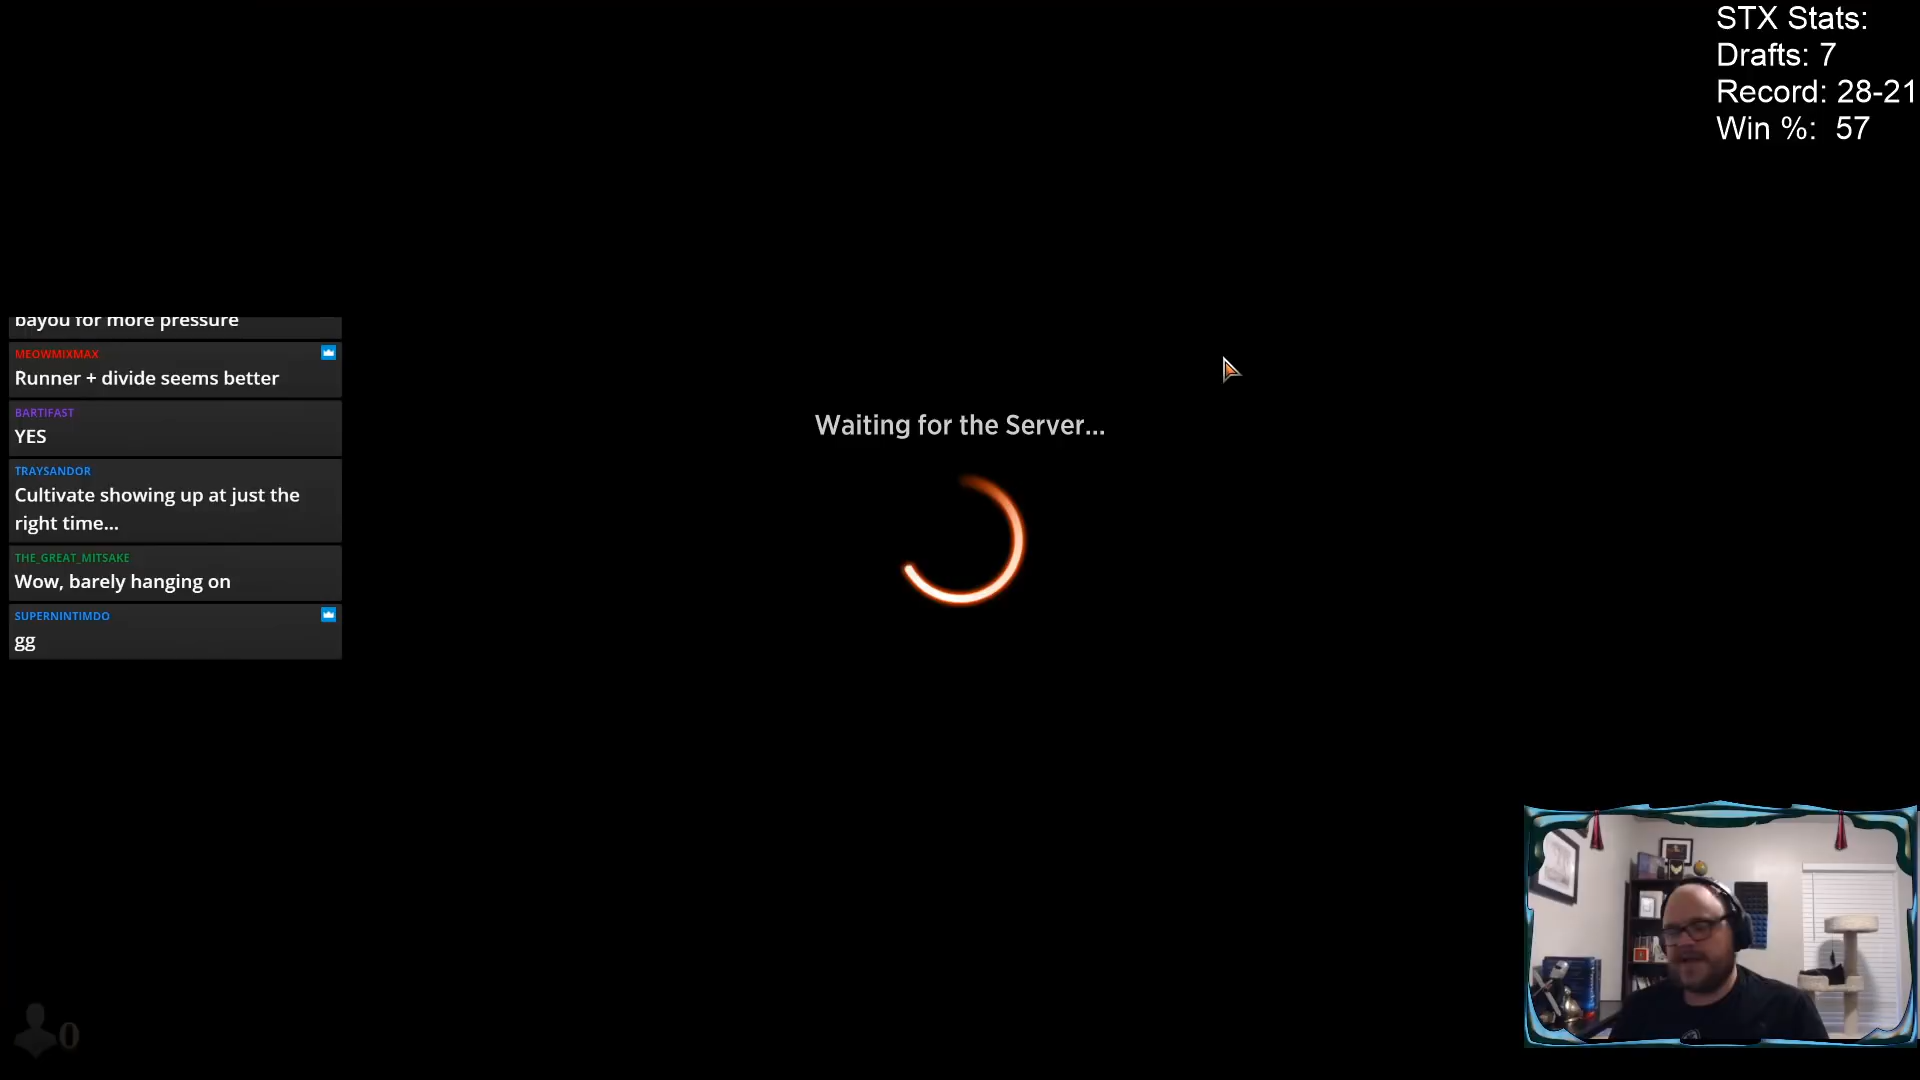 STX Stats:
Drafts: 7
Record: 28-21
Win %: 57
bayou for more pressure
MEOWMIXMAX
Runner + divide seems better
BARTIFAST
YES
TRAYSANDOR
Cultivate showing up at just the
right time...
THE_GREAT_MITSAKE
Wow, barely hanging on
SUPERNINTIMDO
gg
Waiting for the Server...
0